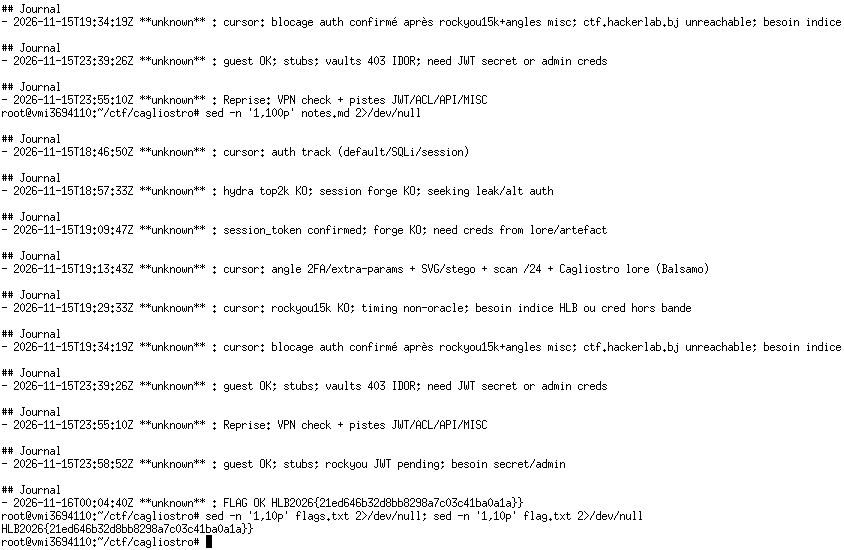 ## Journal
- 2026-11-15T19:34:19Z **unknown** : cursor: blocage auth confirmé après rockyou15k+angles misc; ctf.hackerlab.bj unreachable; besoin indice
## Journal
- 2026-11-15T23:39:26Z **unknown** : guest OK; stubs; vaults 403 IDOR; need JWT secret or admin creds
## Journal
- 2026-11-15T23:55:10Z **unknown** : Reprise: VPN check + pistes JWT/ACL/API/MISC
root@vmi3694110:~/ctf/cagliostro# sed -n '1,100p' notes.md 2>/dev/null
## Journal
- 2026-11-15T18:46:50Z **unknown** : cursor: auth track (default/SQLi/session)
## Journal
- 2026-11-15T18:57:33Z **unknown** : hydra top2k KO; session forge KO; seeking leak/alt auth
## Journal
- 2026-11-15T19:09:47Z **unknown** : session_token confirmed; forge KO; need creds from lore/artefact
## Journal
- 2026-11-15T19:13:43Z **unknown** : cursor: angle 2FA/extra-params + SVG/stego + scan /24 + Cagliostro lore (Balsamo)
## Journal
- 2026-11-15T19:29:33Z **unknown** : cursor: rockyou15k KO; timing non-oracle; besoin indice HLB ou cred hors bande
## Journal
- 2026-11-15T19:34:19Z **unknown** : cursor: blocage auth confirmé après rockyou15k+angles misc; ctf.hackerlab.bj unreachable; besoin indice
## Journal
- 2026-11-15T23:39:26Z **unknown** : guest OK; stubs; vaults 403 IDOR; need JWT secret or admin creds
## Journal
- 2026-11-15T23:55:10Z **unknown** : Reprise: VPN check + pistes JWT/ACL/API/MISC
## Journal
- 2026-11-15T23:58:52Z **unknown** : guest OK; stubs; rockyou JWT pending; besoin secret/admin
## Journal
- 2026-11-16T00:04:40Z **unknown** : FLAG OK HLB2026{21ed646b32d8bb8298a7c03c41ba0a1a}}
root@vmi3694110:~/ctf/cagliostro# sed -n '1,10p' flags.txt 2>/dev/null; sed -n '1,10p' flag.txt 2>/dev/null
HLB2026{21ed646b32d8bb8298a7c03c41ba0a1a}}
root@vmi3694110:~/ctf/cagliostro#